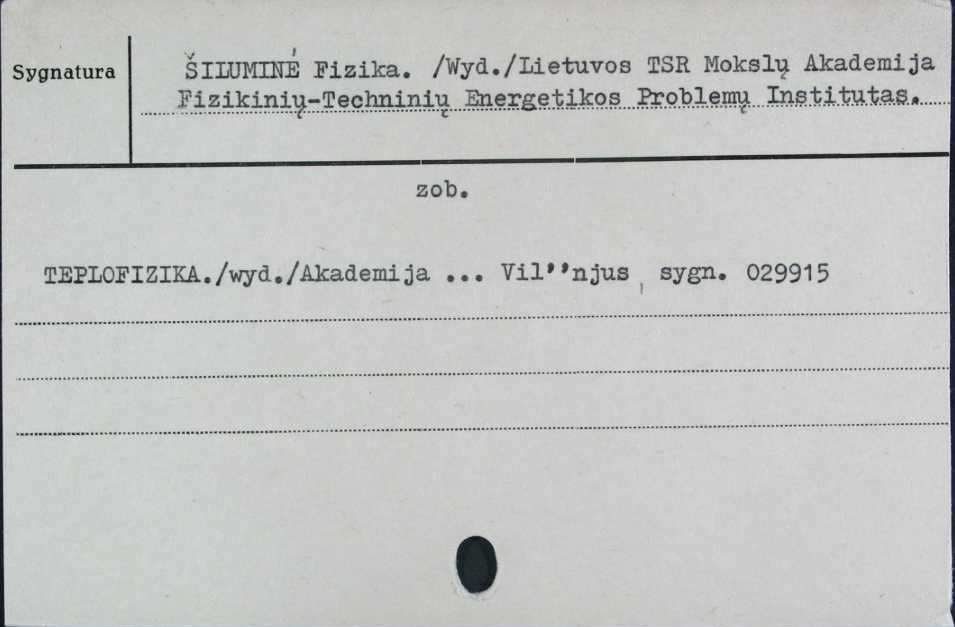 Sygnatura
ŠILUMINĖ Fizika. /Wyd./Lietuvos TSR Mokslų Akademija
Fizikinių-Techninių Energetikos Problemų Institutas.
zob.
TEPLOFIZIKA./wyd./Akademija ... Vil’’njus , sygn. 029915